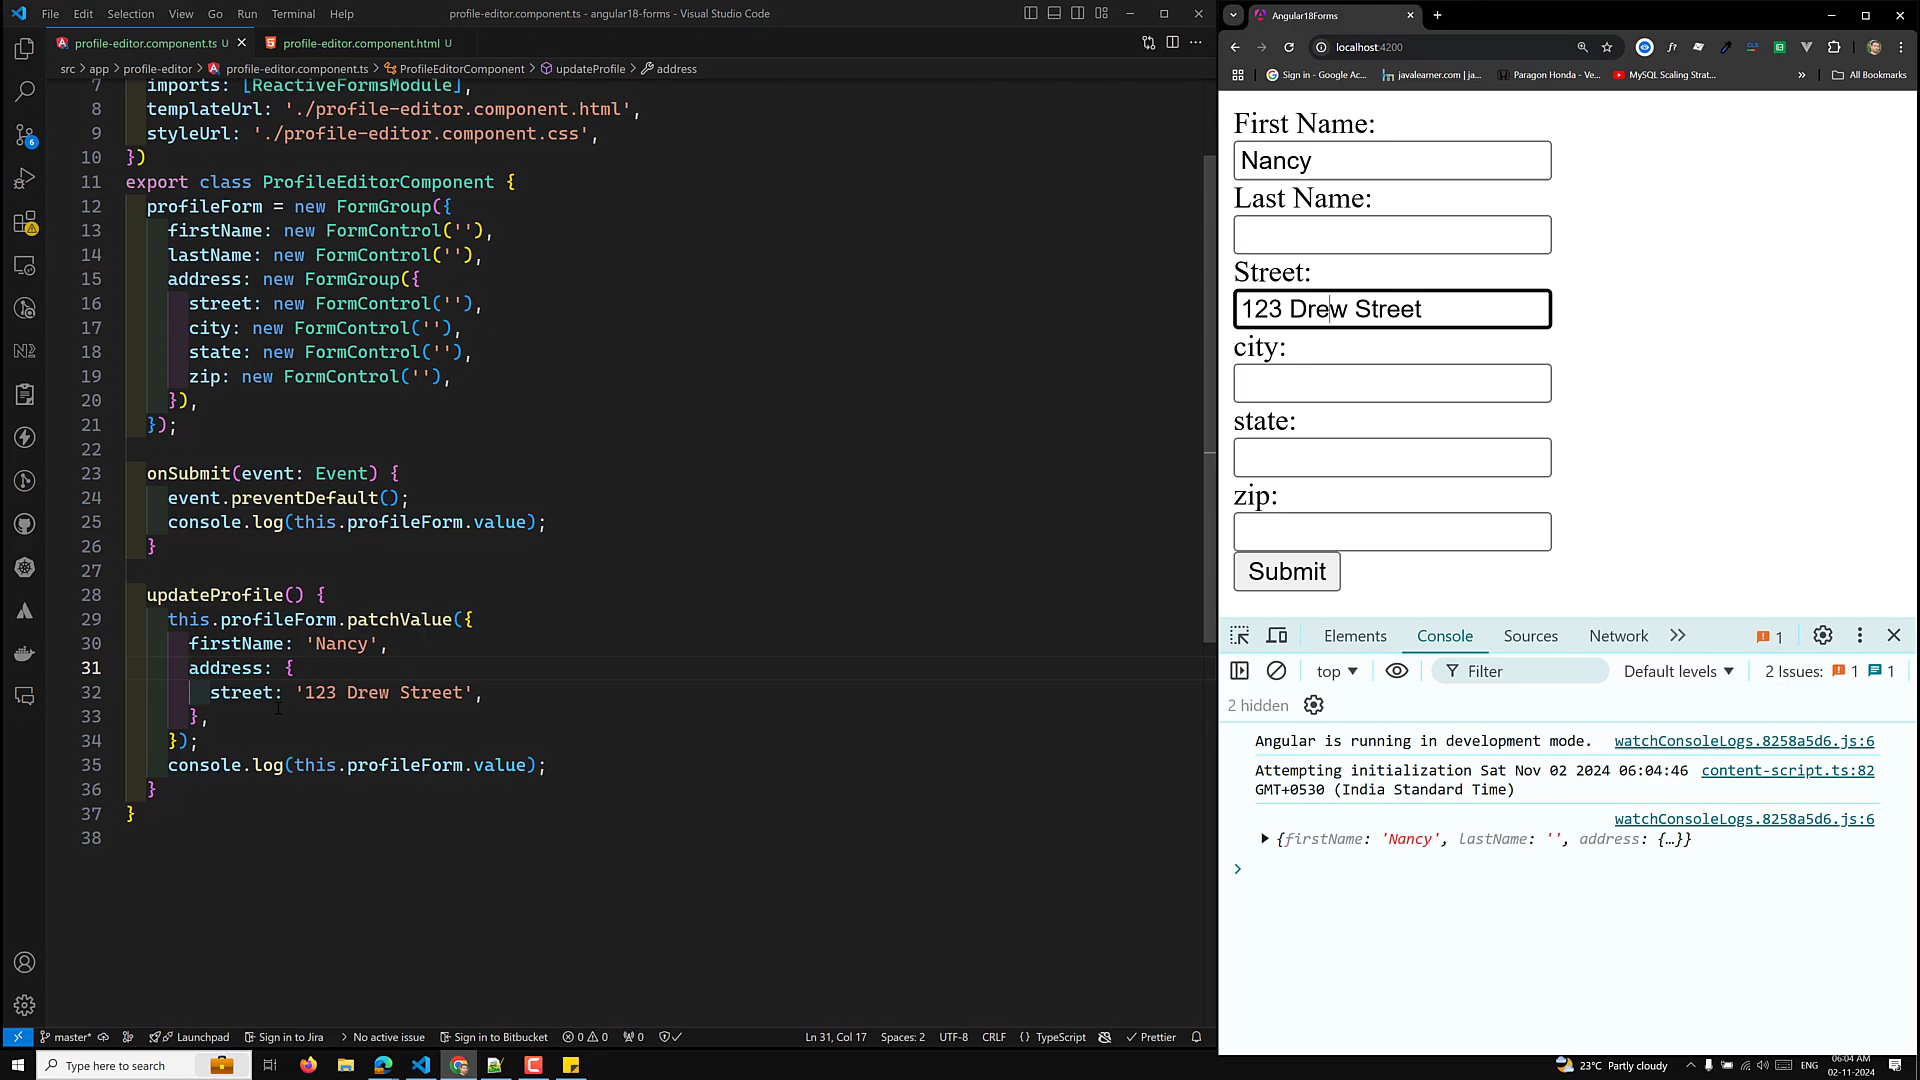 File Edit Selection View Go Run Terminal Help
profile-editor.component.ts - angular18-forms - Visual Studio Code
profile-editor.component.ts U
profile-editor.component.html U
src > app > profile-editor > profile-editor.component.ts > ProfileEditorComponent > updateProfile > address
7 imports: [ReactiveFormsModule],
8 templateUrl: './profile-editor.component.html',
9 styleUrl: './profile-editor.component.css',
10 })
11 export class ProfileEditorComponent {
12 profileForm = new FormGroup({
13 firstName: new FormControl(''),
14 lastName: new FormControl(''),
15 address: new FormGroup({
16 street: new FormControl(''),
17 city: new FormControl(''),
18 state: new FormControl(''),
19 zip: new FormControl(''),
20 }),
21 });
22
23 onSubmit(event: Event) {
24 event.preventDefault();
25 console.log(this.profileForm.value);
26 }
27
28 updateProfile() {
29 this.profileForm.patchValue({
30 firstName: 'Nancy',
31 address: {
32 street: '123 Drew Street',
33 },
34 });
35 console.log(this.profileForm.value);
36 }
37 }
38
6
master* Launchpad Sign in to Jira No active issue Sign in to Bitbucket 0 0 0
Ln 31, Col 17 Spaces: 2 UTF-8 CRLF {} TypeScript Prettier
Angular18Forms
localhost:4200
Sign in - Google Ac... javalearner.com | ja... Paragon Honda - Ve... MySQL Scaling Strat... » All Bookmarks
First Name:
Nancy
Last Name:
Street:
123 Drew Street
city:
state:
zip:
Submit
Elements Console Sources Network » 1
top Filter Default levels 2 Issues: 1 1
2 hidden
Angular is running in development mode. watchConsoleLogs.8258a5d6.js:6
Attempting initialization Sat Nov 02 2024 06:04:46 content-script.ts:82
GMT+0530 (India Standard Time)
watchConsoleLogs.8258a5d6.js:6
{firstName: 'Nancy', lastName: '', address: {…}}
Type here to search
23°C Partly cloudy ENG
06:04 AM
02-11-2024